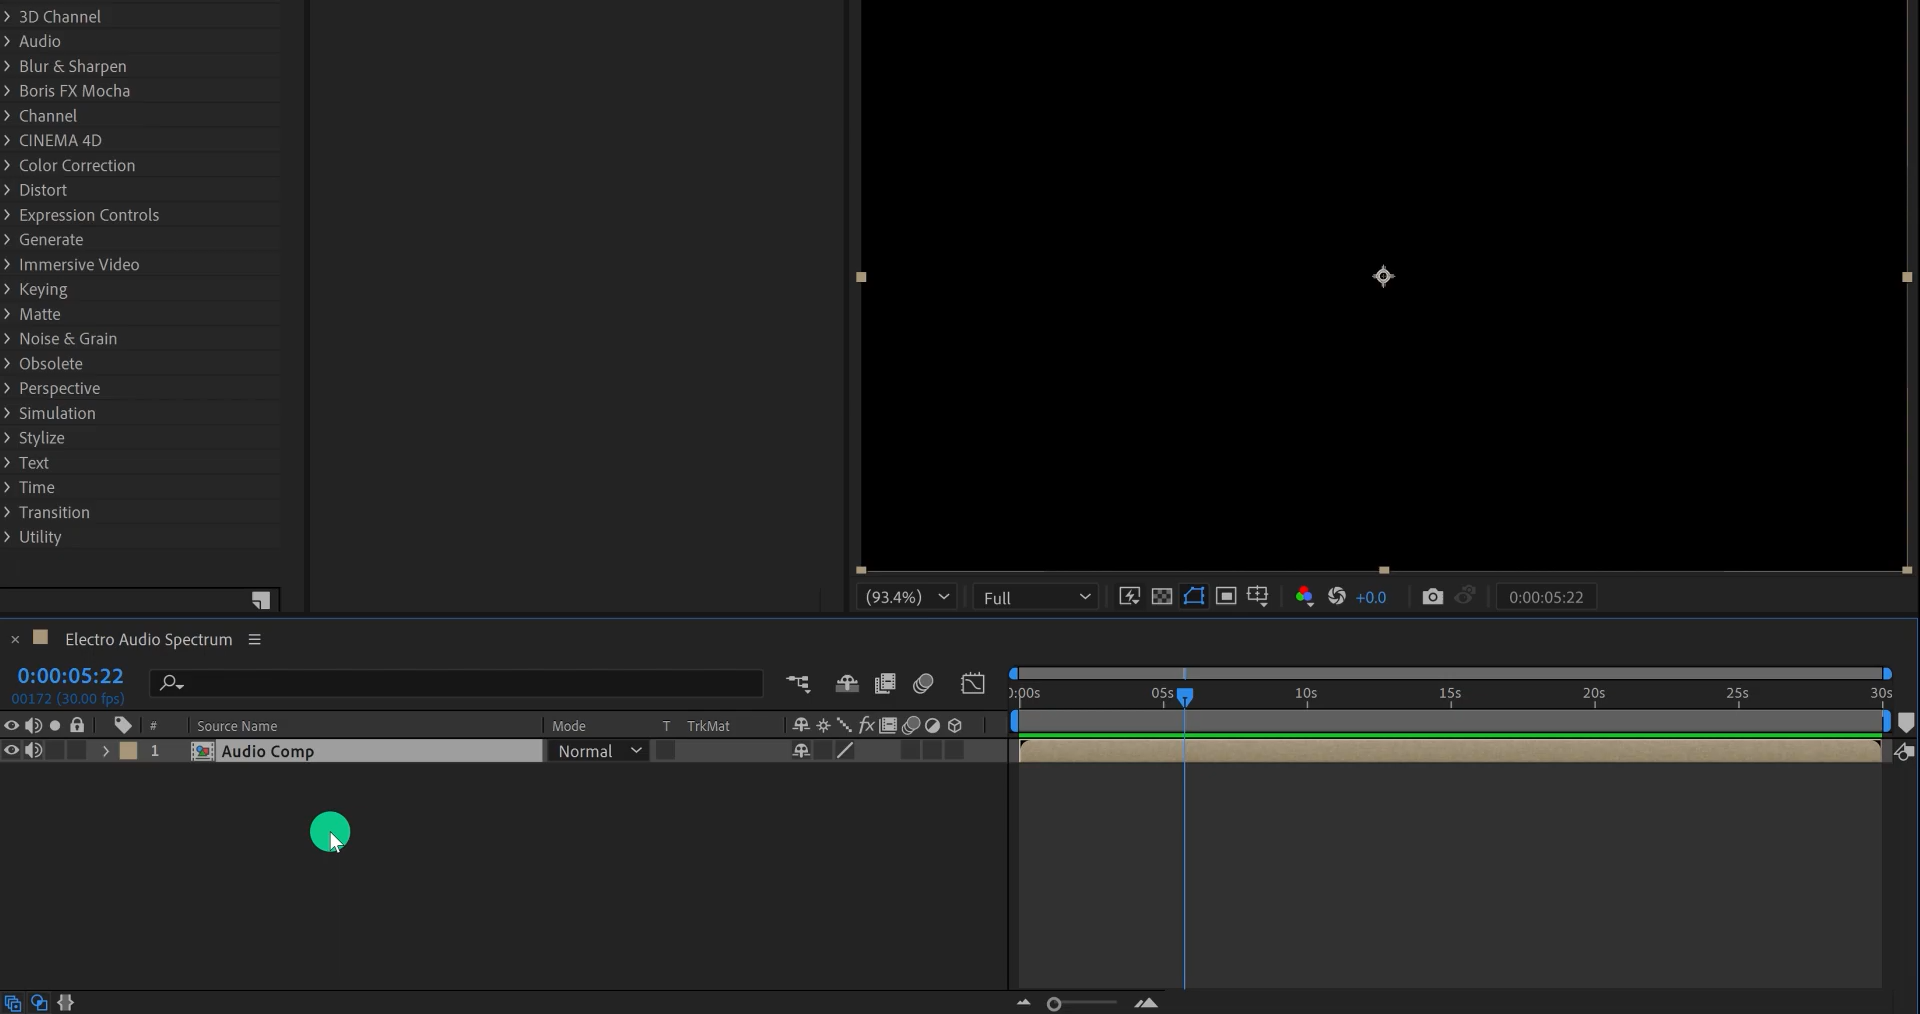 3D Channel
Audio
Blur & Sharpen
Boris FX Mocha
Channel
CINEMA 4D
Color Correction
Distort
Expression Controls
Generate
Immersive Video
Keying
Matte
Noise & Grain
Obsolete
Perspective
Simulation
Stylize
Text
Time
Transition
Utility
(93.4%) Full +0.0 0:00:05:22
Electro Audio Spectrum
0:00:05:22
00172 (30.00 fps)
:00s 05s 10s 15s 20s 25s 30s
# Source Name Mode T TrkMat fx
1 Audio Comp Normal